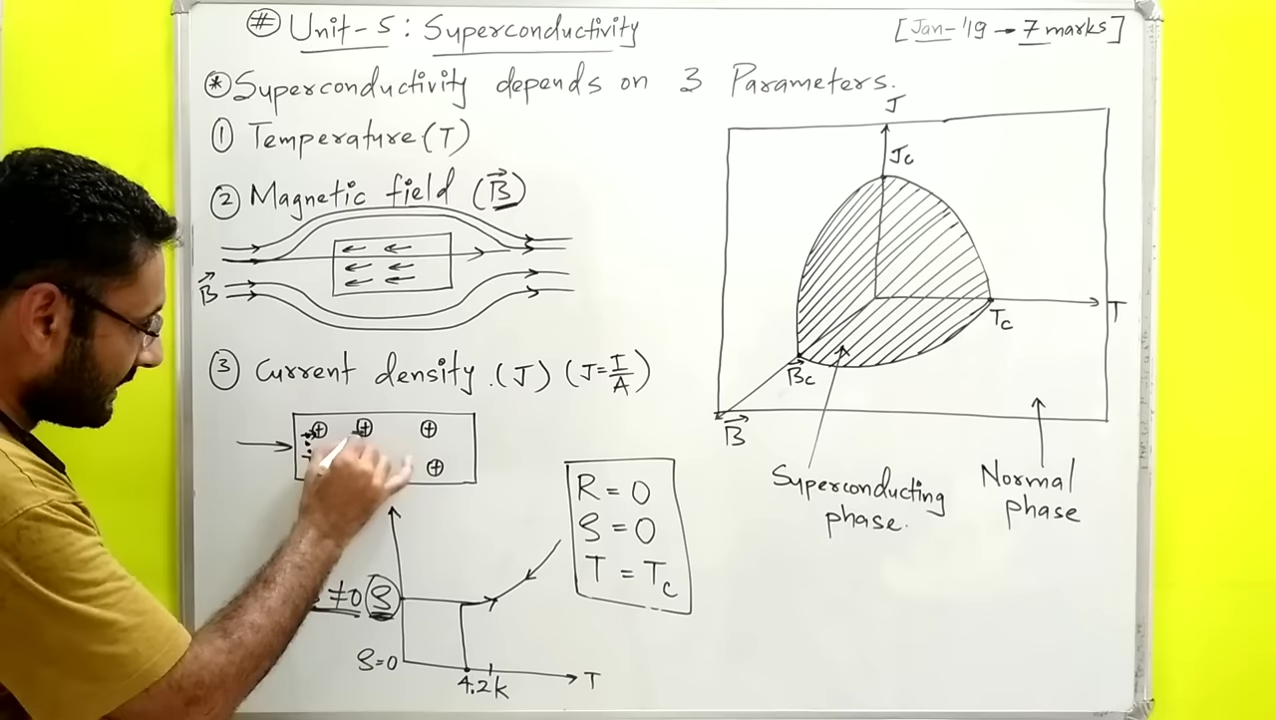 # Unit-5 : Superconductivity
[Jan-'19 → 7 marks]
* Superconductivity depends on 3 Parameters.
① Temperature (T)
② Magnetic field (B⃗)
B⃗
③ Current density. (J) (J=I/A)
⊕ ⊕ ⊕
⊕
R = 0
ρ = 0
T = Tc
≠0 ρ
ρ=0
4.2k
T
J
Jc
T
Tc
Bc
B⃗
Superconducting
phase.
Normal
phase